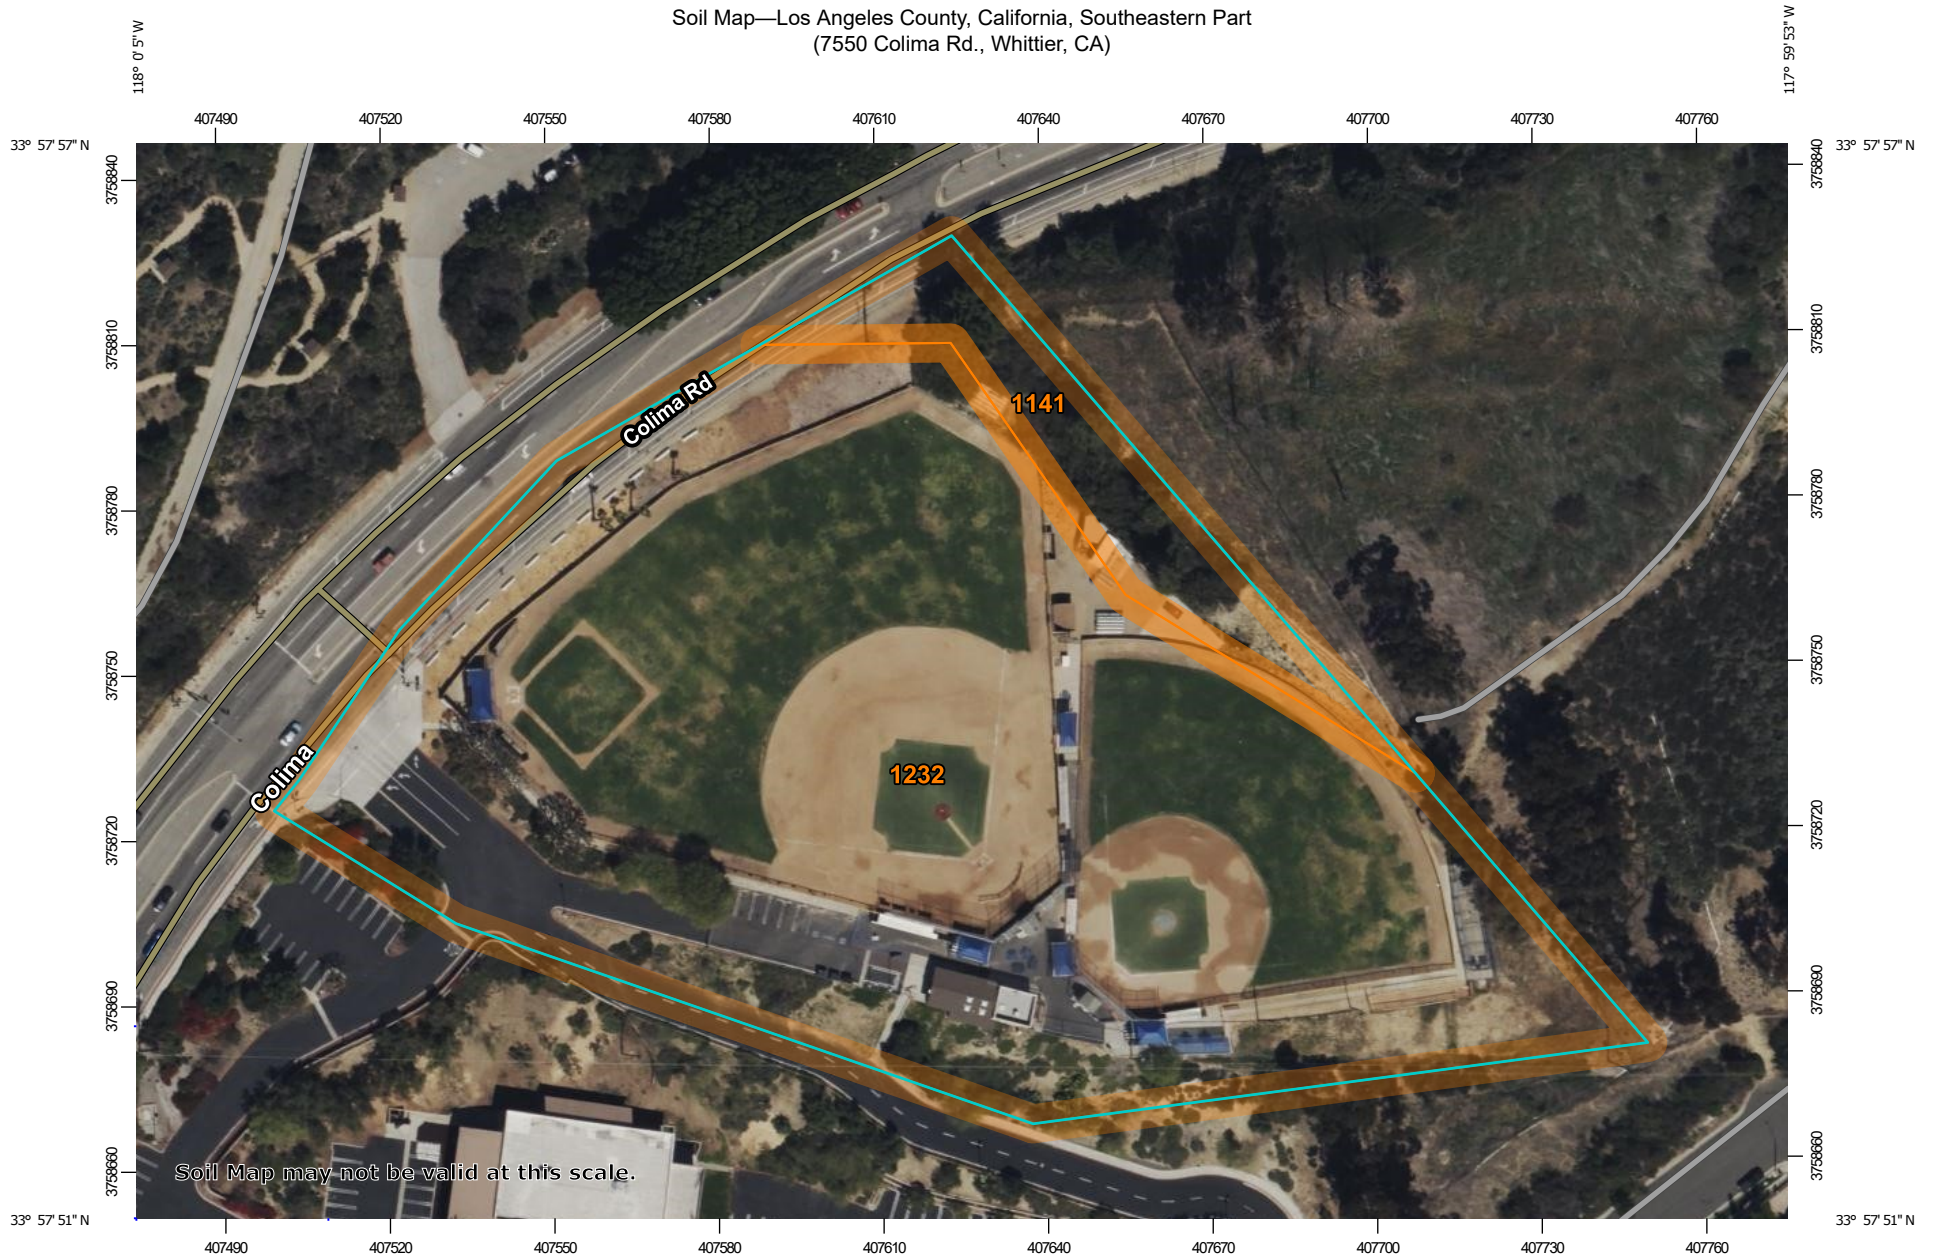 Soil Map—Los Angeles County, California, Southeastern Part
(7550 Colima Rd., Whittier, CA)
118° 0' 5'' W
117° 59' 53'' W
407490 407520 407550 407580 407610 407640 407670 407700 407730 407760
33° 57' 57'' N
33° 57' 57'' N
3758840
3758840
3758810
3758810
Colima Rd
1141
3758780
3758780
3758750
3758750
Colima
1232
3758720
3758720
3758690
3758690
3758660
3758660
Soil Map may not be valid at this scale.
33° 57' 51'' N
33° 57' 51'' N
407490 407520 407550 407580 407610 407640 407670 407700 407730 407760